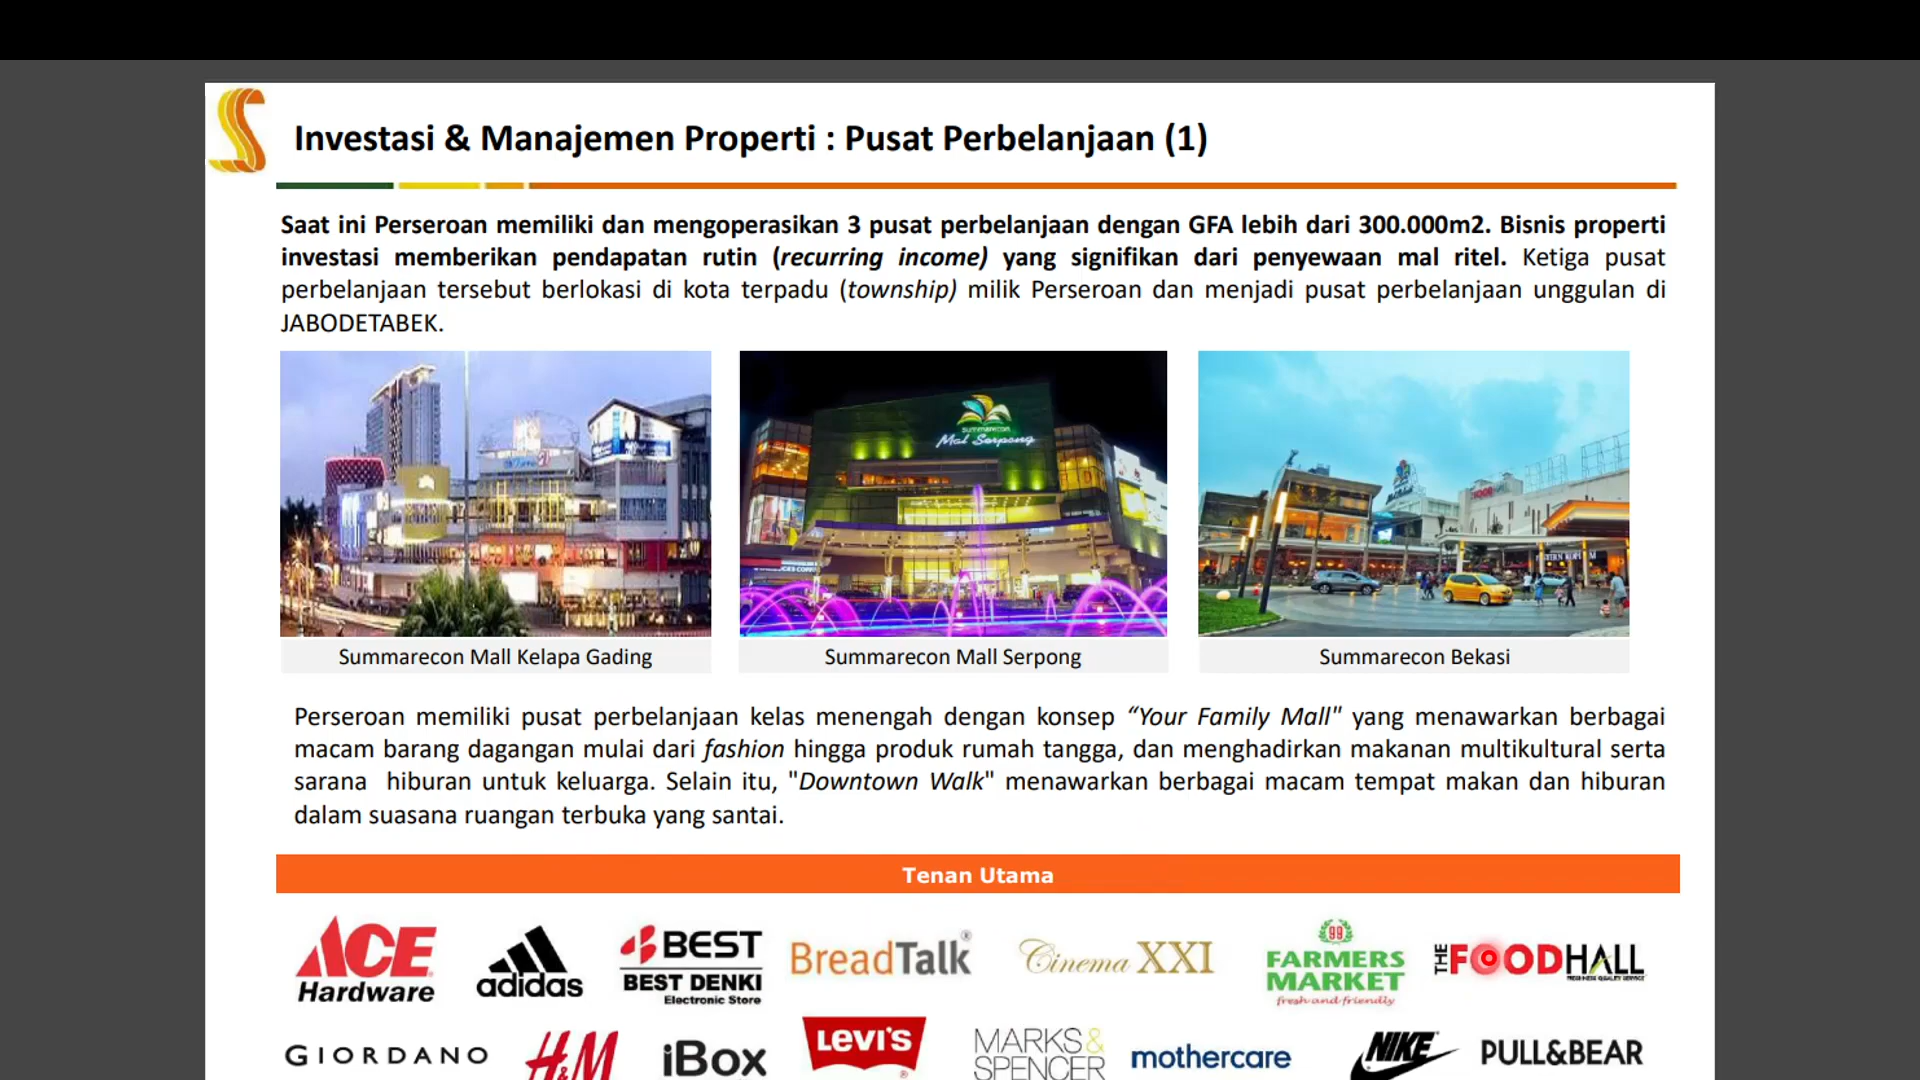 Investasi & Manajemen Properti : Pusat Perbelanjaan (1)
Saat ini Perseroan memiliki dan mengoperasikan 3 pusat perbelanjaan dengan GFA lebih dari 300.000m2. Bisnis properti
investasi memberikan pendapatan rutin (recurring income) yang signifikan dari penyewaan mal ritel. Ketiga pusat
perbelanjaan tersebut berlokasi di kota terpadu (township) milik Perseroan dan menjadi pusat perbelanjaan unggulan di
JABODETABEK.
summarecon
Mal Serpong
Summarecon Mall Kelapa Gading
Summarecon Mall Serpong
Summarecon Bekasi
Perseroan memiliki pusat perbelanjaan kelas menengah dengan konsep “Your Family Mall" yang menawarkan berbagai
macam barang dagangan mulai dari fashion hingga produk rumah tangga, dan menghadirkan makanan multikultural serta
sarana hiburan untuk keluarga. Selain itu, "Downtown Walk" menawarkan berbagai macam tempat makan dan hiburan
dalam suasana ruangan terbuka yang santai.
Tenan Utama
ACE
Hardware
adidas
BEST
BEST DENKI
Electronic Store
BreadTalk®
Cinema XXI
99
FARMERS
MARKET
fresh and friendly
THE FOODHALL
GIORDANO
H&M
iBox
LEVI'S
®
MARKS&
SPENCER
mothercare
NIKE
PULL&BEAR